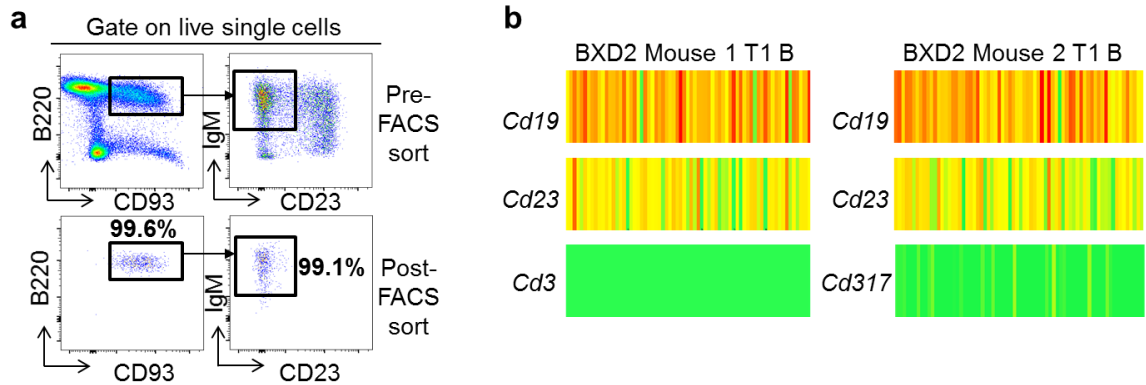 a
Gate on live single cells
B220
CD93
IgM
CD23
Pre-
FACS
sort
99.6%
B220
CD93
IgM
CD23
99.1%
Post-
FACS
sort
b
BXD2 Mouse 1 T1 B
Cd19
Cd23
Cd3
BXD2 Mouse 2 T1 B
Cd19
Cd23
Cd317